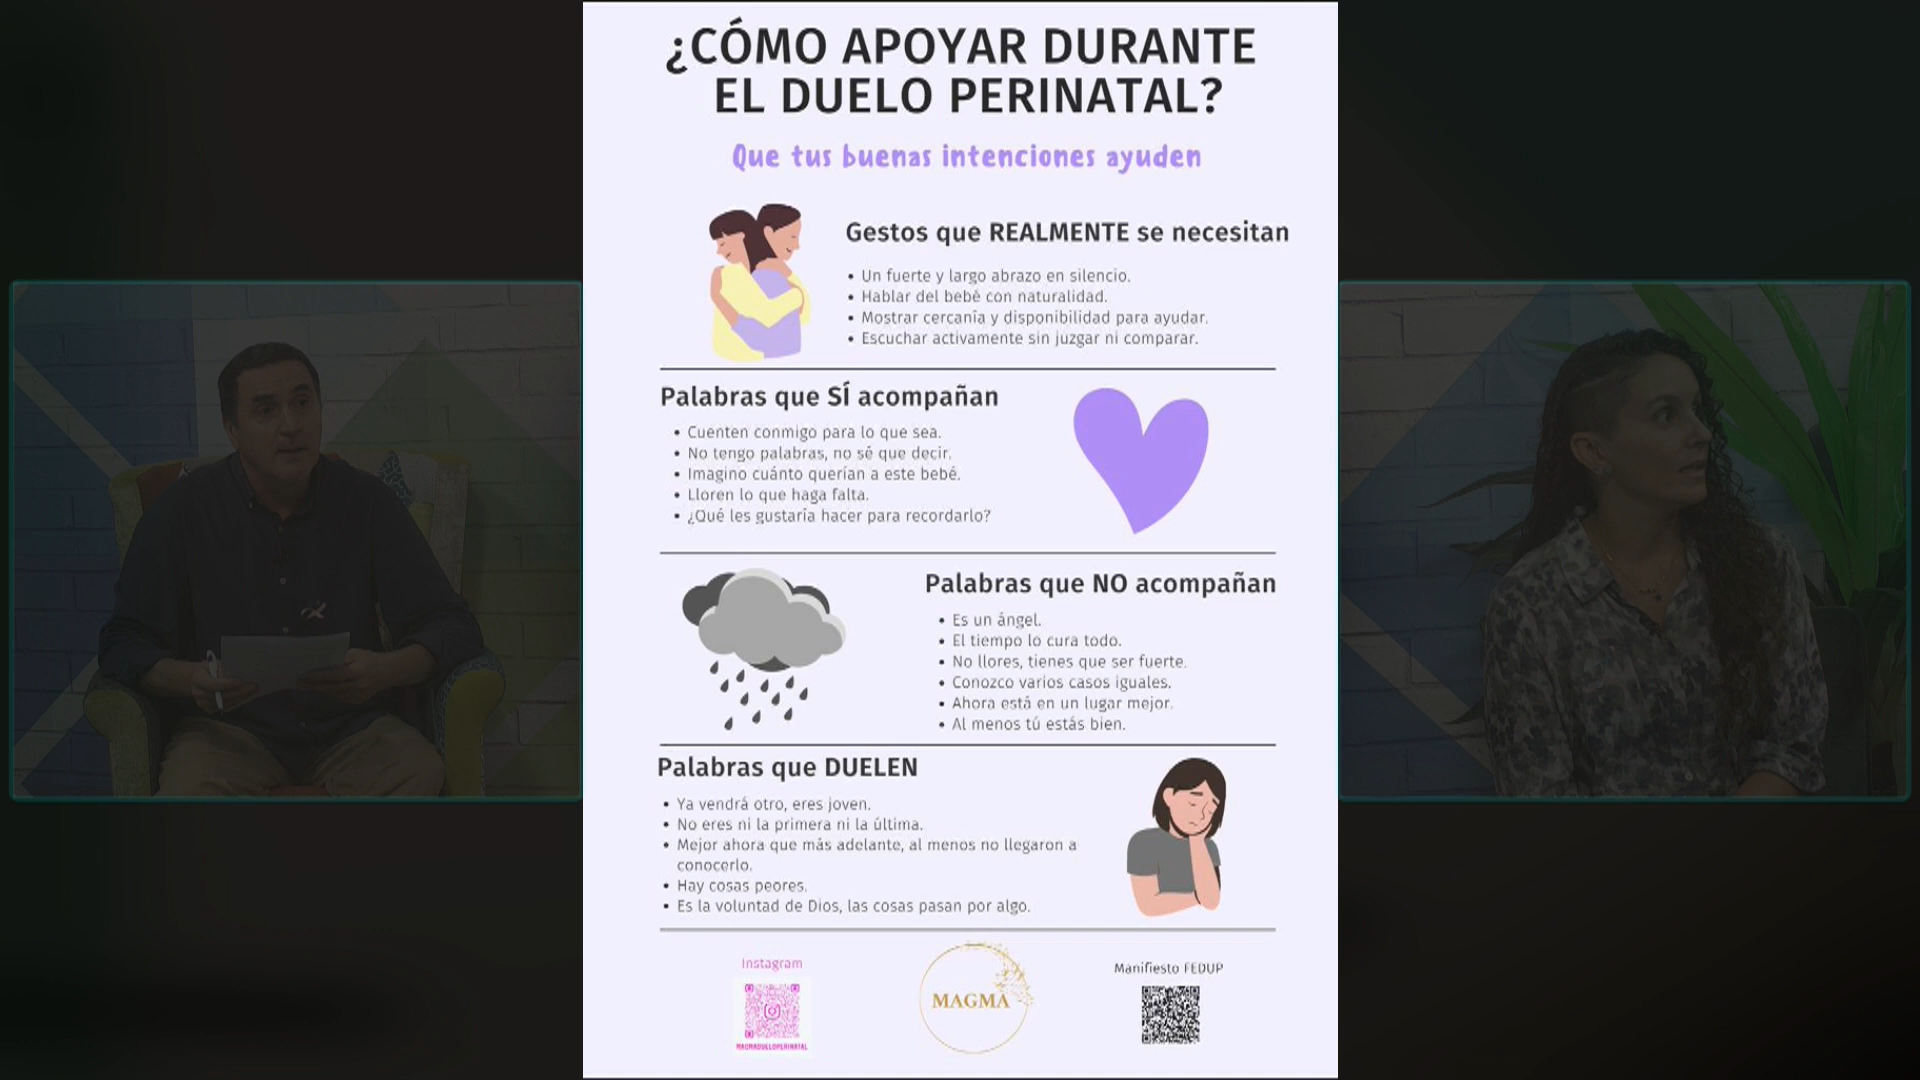 ¿CÓMO APOYAR DURANTE
EL DUELO PERINATAL?
Que tus buenas intenciones ayuden
Gestos que REALMENTE se necesitan
• Un fuerte y largo abrazo en silencio.
• Hablar del bebé con naturalidad.
• Mostrar cercanía y disponibilidad para ayudar.
• Escuchar activamente sin juzgar ni comparar.
Palabras que SÍ acompañan
• Cuenten conmigo para lo que sea.
• No tengo palabras, no sé que decir.
• Imagino cuánto querían a este bebé.
• Lloren lo que haga falta.
• ¿Qué les gustaría hacer para recordarlo?
Palabras que NO acompañan
• Es un ángel.
• El tiempo lo cura todo.
• No llores, tienes que ser fuerte.
• Conozco varios casos iguales.
• Ahora está en un lugar mejor.
• Al menos tú estás bien.
Palabras que DUELEN
• Ya vendrá otro, eres joven.
• No eres ni la primera ni la última.
• Mejor ahora que más adelante, al menos no llegaron a
conocerlo.
• Hay cosas peores.
• Es la voluntad de Dios, las cosas pasan por algo.
Instagram
MAGMADUELOPERINATAL
MAGMA
Manifiesto FEDUP